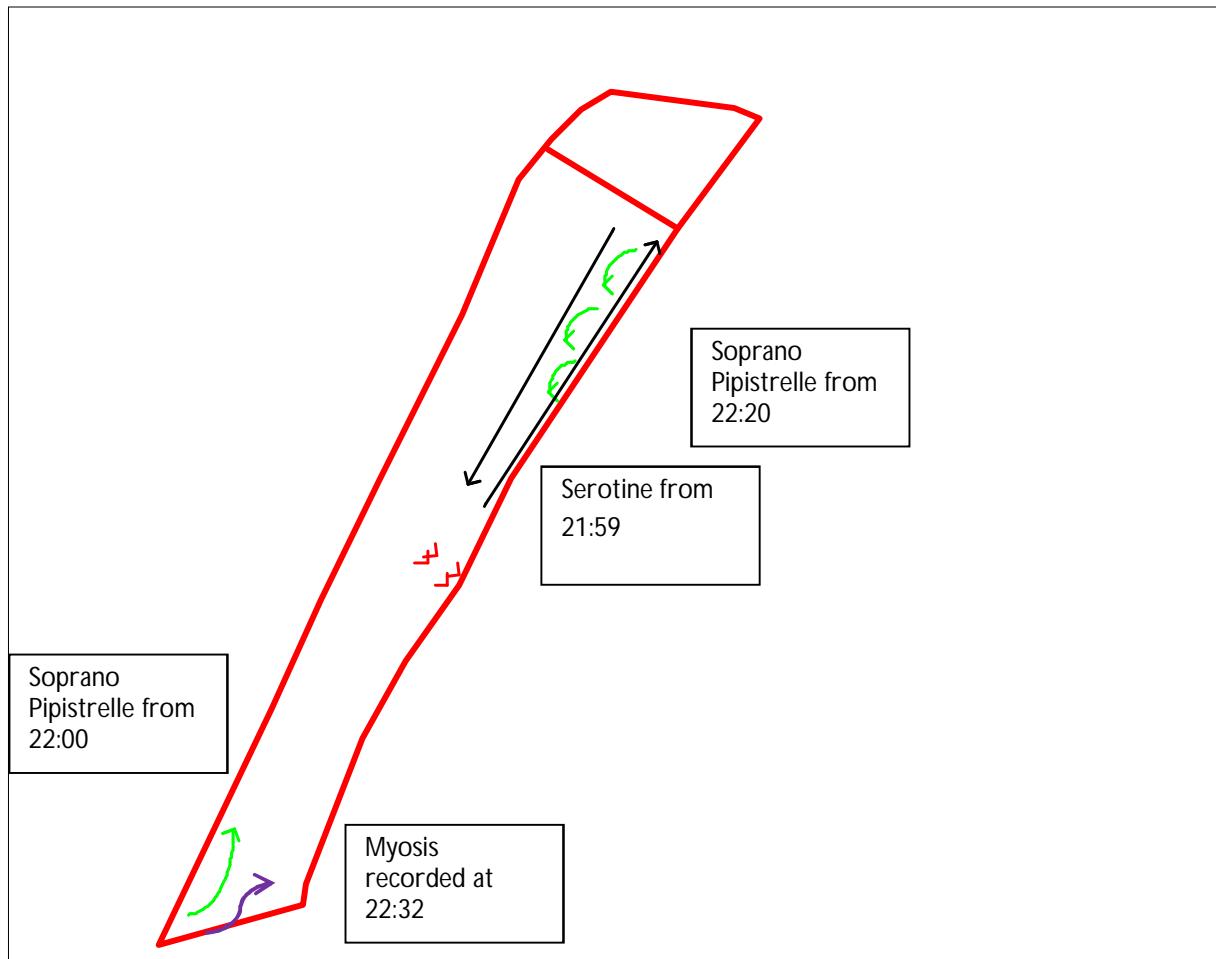 Soprano
Pipistrelle from
22:20
Serotine from
21:59
Soprano
Pipistrelle from
22:00
Myosis
recorded at
22:32